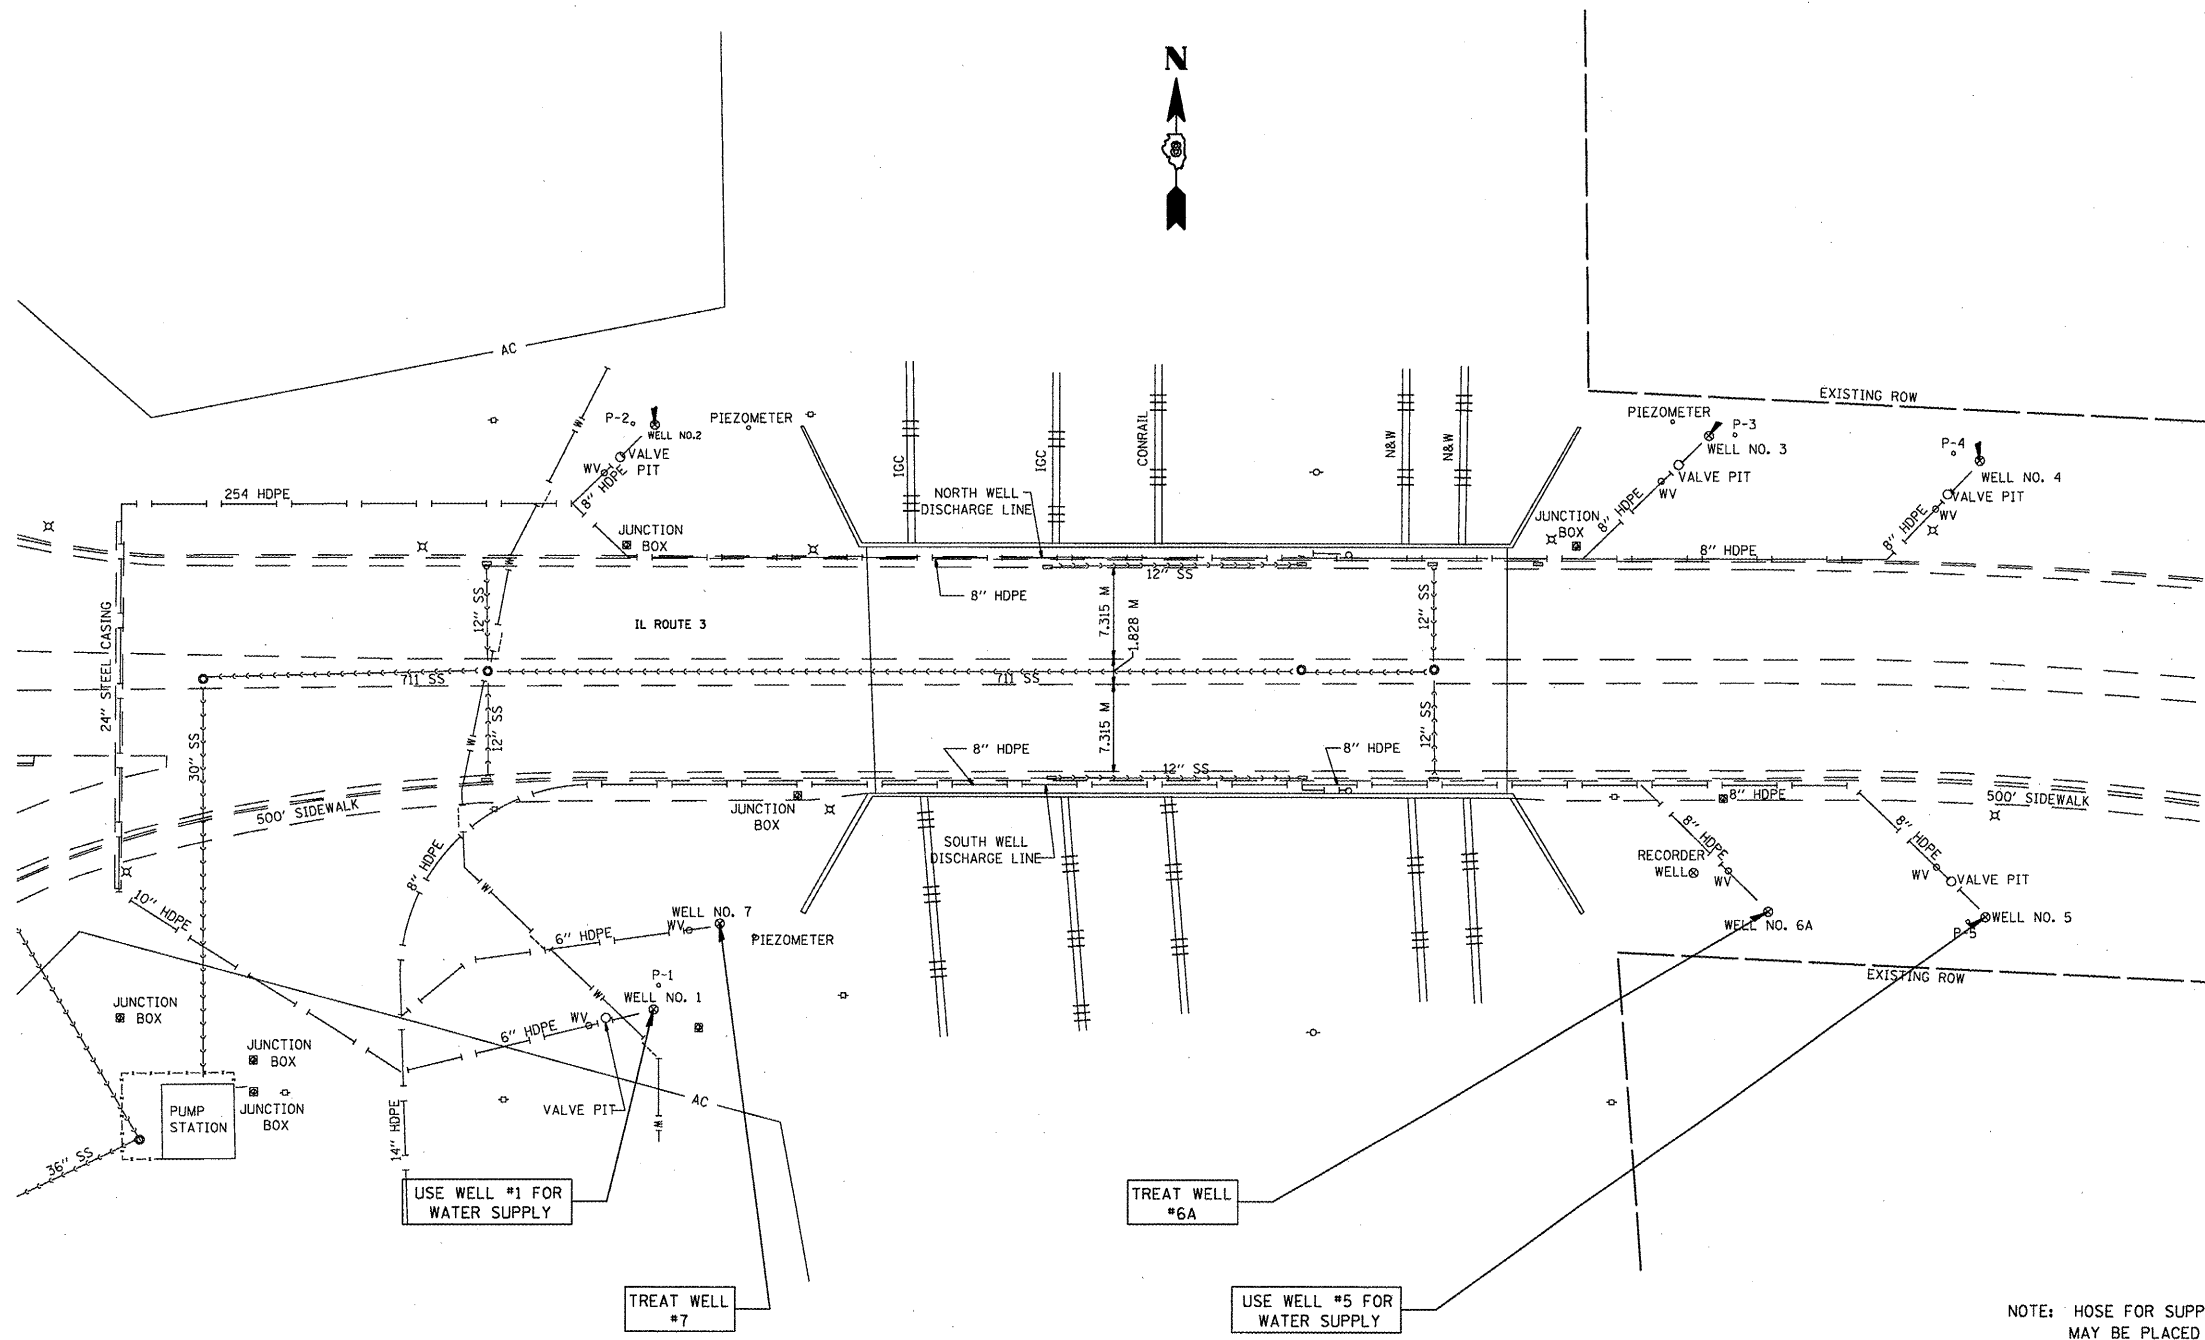 N
AC
P-2
WELL NO.2
PIEZOMETER
VALVE
PIT
WV
8" HDPE
254 HDPE
W
JUNCTION
BOX
IGC
IGC
CONRAIL
N&W
N&W
NORTH WELL
DISCHARGE LINE
EXISTING ROW
PIEZOMETER
P-3
WELL NO. 3
VALVE PIT
WV
8" HDPE
JUNCTION
BOX
P-4
WELL NO. 4
VALVE PIT
WV
8" HDPE
8" HDPE
W
12" SS
8" HDPE
12" SS
12" SS
7.315 M
1.828 M
IL ROUTE 3
24" STEEL CASING
711 SS
711 SS
30" SS
W
12" SS
7.315 M
12" SS
8" HDPE
8" HDPE
12" SS
500' SIDEWALK
JUNCTION
BOX
8" HDPE
500' SIDEWALK
SOUTH WELL
DISCHARGE LINE
8" HDPE
8" HDPE
8" HDPE
RECORDER
WELL
WV
WV
VALVE PIT
10" HDPE
W
WELL NO. 7
WV
6" HDPE
PIEZOMETER
WELL NO. 6A
WELL NO. 5
P-5
EXISTING ROW
P-1
WELL NO. 1
W
WV
6" HDPE
JUNCTION
BOX
JUNCTION
BOX
JUNCTION
BOX
PUMP
STATION
VALVE PIT
AC
W
14" HDPE
36" SS
USE WELL #1 FOR
WATER SUPPLY
TREAT WELL
#6A
TREAT WELL
#7
USE WELL #5 FOR
WATER SUPPLY
NOTE: HOSE FOR SUPP
MAY BE PLACED